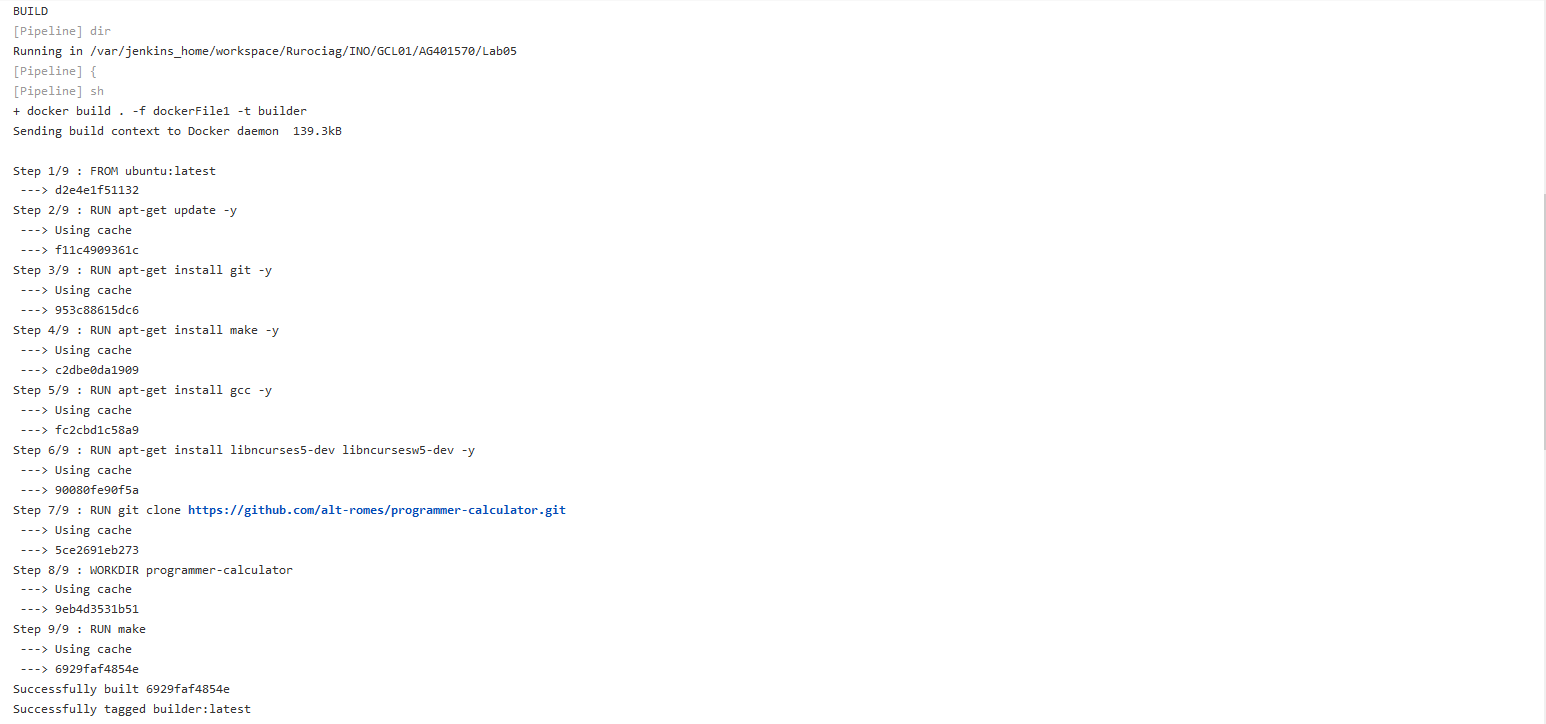 BUILD
[Pipeline] dir
Running in /var/jenkins_home/workspace/Rurociag/INO/GCL01/AG401570/Lab05
[Pipeline] {
[Pipeline] sh
+ docker build . -f dockerFile1 -t builder
Sending build context to Docker daemon  139.3kB
Step 1/9 : FROM ubuntu:latest
 ---> d2e4e1f51132
Step 2/9 : RUN apt-get update -y
 ---> Using cache
 ---> f11c4909361c
Step 3/9 : RUN apt-get install git -y
 ---> Using cache
 ---> 953c88615dc6
Step 4/9 : RUN apt-get install make -y
 ---> Using cache
 ---> c2dbe0da1909
Step 5/9 : RUN apt-get install gcc -y
 ---> Using cache
 ---> fc2cbd1c58a9
Step 6/9 : RUN apt-get install libncurses5-dev libncursesw5-dev -y
 ---> Using cache
 ---> 90080fe90f5a
Step 7/9 : RUN git clone https://github.com/alt-romes/programmer-calculator.git
 ---> Using cache
 ---> 5ce2691eb273
Step 8/9 : WORKDIR programmer-calculator
 ---> Using cache
 ---> 9eb4d3531b51
Step 9/9 : RUN make
 ---> Using cache
 ---> 6929faf4854e
Successfully built 6929faf4854e
Successfully tagged builder:latest